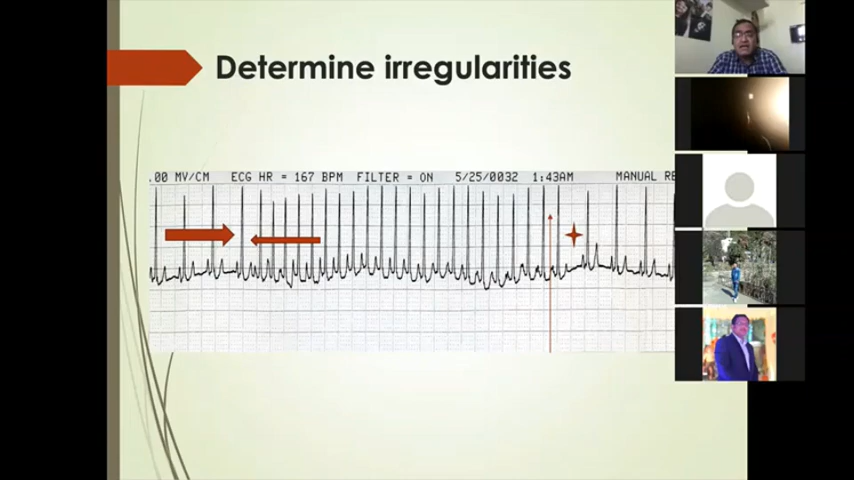 Determine irregularities
.00 MV/CM ECG HR = 167 BPM FILTER = ON 5/25/0032 1:43AM MANUAL RE